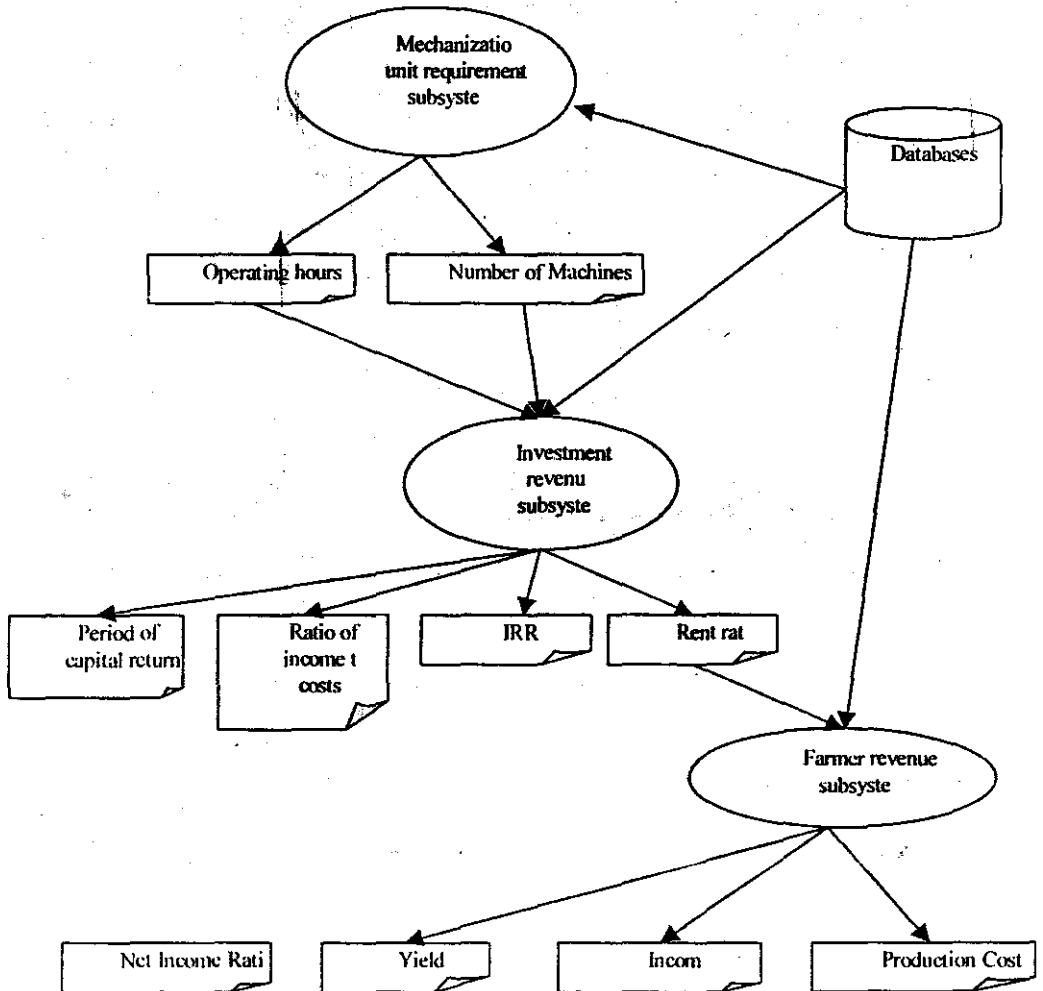 Mechanizatio
unit requirement
subsyste
Databases
Operating hours
Number of Machines
Investment
revenu
subsyste
Period of
capital return
Ratio of
income t
costs
IRR
Rent rat
Farmer revenue
subsyste
Net Income Rati
Yield
Incom
Production Cost